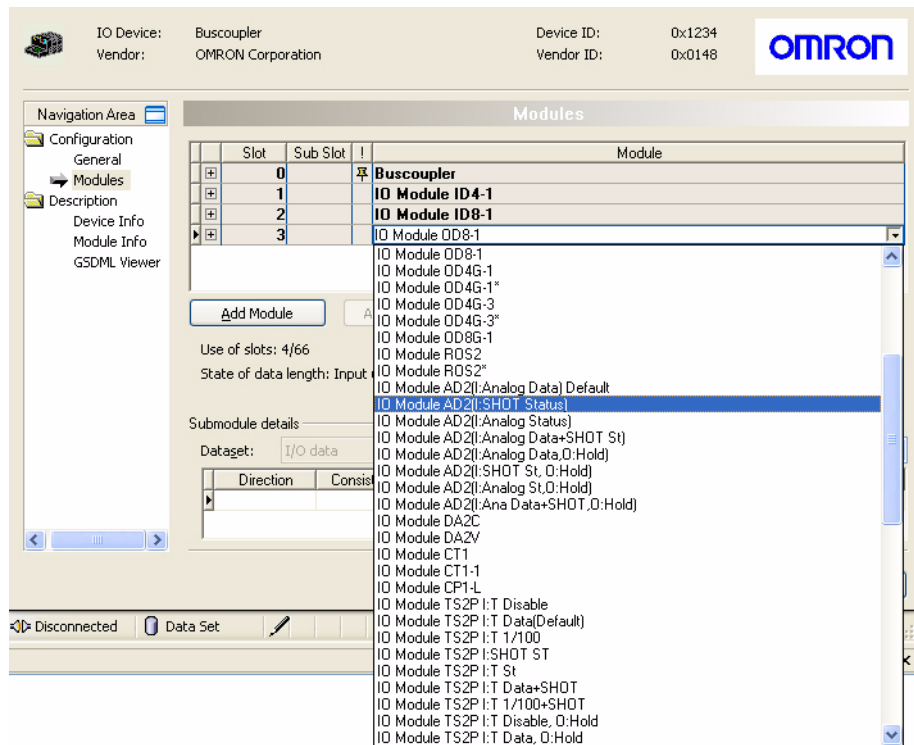 IO Device: Buscoupler Device ID: 0x1234
Vendor: OMRON Corporation Vendor ID: 0x0148
OMRON
Navigation Area
Configuration
General
Modules
Description
Device Info
Module Info
GSDML Viewer
Modules
Slot Sub Slot ! Module
0 Buscoupler
1 IO Module ID4-1
2 IO Module ID8-1
3 IO Module OD8-1
IO Module OD8-1
IO Module OD4G-1
IO Module OD4G-1*
IO Module OD4G-3
IO Module OD4G-3*
IO Module OD8G-1
IO Module ROS2
IO Module ROS2*
IO Module AD2(I:Analog Data) Default
IO Module AD2(I:SHOT Status)
IO Module AD2(I:Analog Status)
IO Module AD2(I:Analog Data+SHOT St)
IO Module AD2(I:Analog Data,O:Hold)
IO Module AD2(I:SHOT St, O:Hold)
IO Module AD2(I:Analog St,O:Hold)
IO Module AD2(I:Ana Data+SHOT,O:Hold)
IO Module DA2C
IO Module DA2V
IO Module CT1
IO Module CT1-1
IO Module CP1-L
IO Module TS2P I:T Disable
IO Module TS2P I:T Data(Default)
IO Module TS2P I:T 1/100
IO Module TS2P I:SHOT ST
IO Module TS2P I:T St
IO Module TS2P I:T Data+SHOT
IO Module TS2P I:T 1/100+SHOT
IO Module TS2P I:T Disable, O:Hold
IO Module TS2P I:T Data, O:Hold
Add Module
Use of slots: 4/66
State of data length: Input
Submodule details
Dataset: I/O data
Direction Consist
Disconnected Data Set